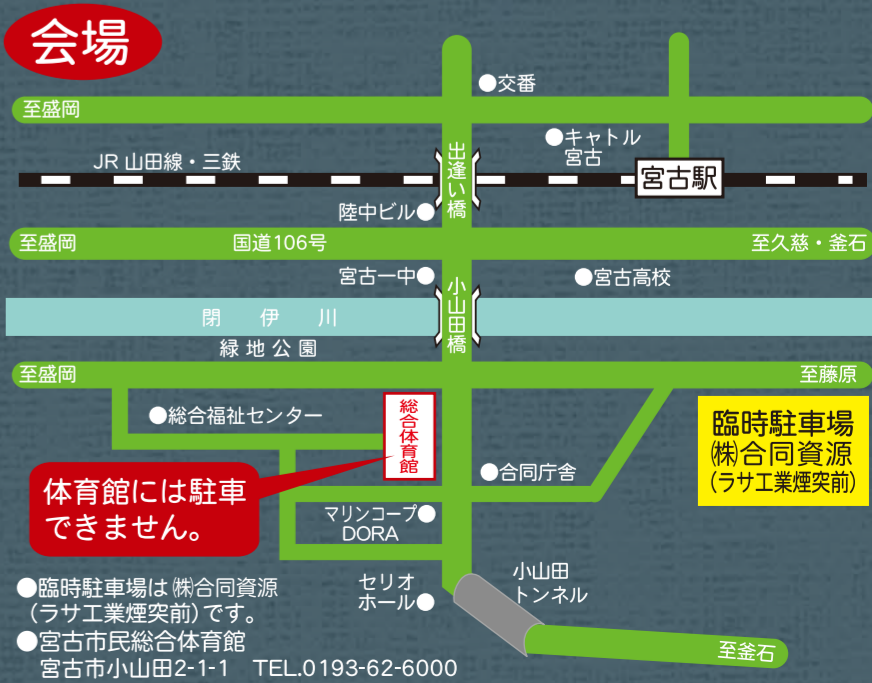 会場
●交番
至盛岡
●キャトル
宮古
JR 山田線・三鉄
出逢い橋
宮古駅
陸中ビル●
至盛岡
国道106号
至久慈・釜石
宮古一中●
●宮古高校
小山田橋
閉 伊 川
緑地公園
至盛岡
至藤原
●総合福祉センター
総合体育館
臨時駐車場
㈱合同資源
(ラサ工業煙突前)
体育館には駐車
できません。
●合同庁舎
マリンコープ●
DORA
●臨時駐車場は㈱合同資源
(ラサ工業煙突前)です。
セリオ
ホール●
小山田
トンネル
●宮古市民総合体育館
宮古市小山田2-1-1 TEL.0193-62-6000
至釜石